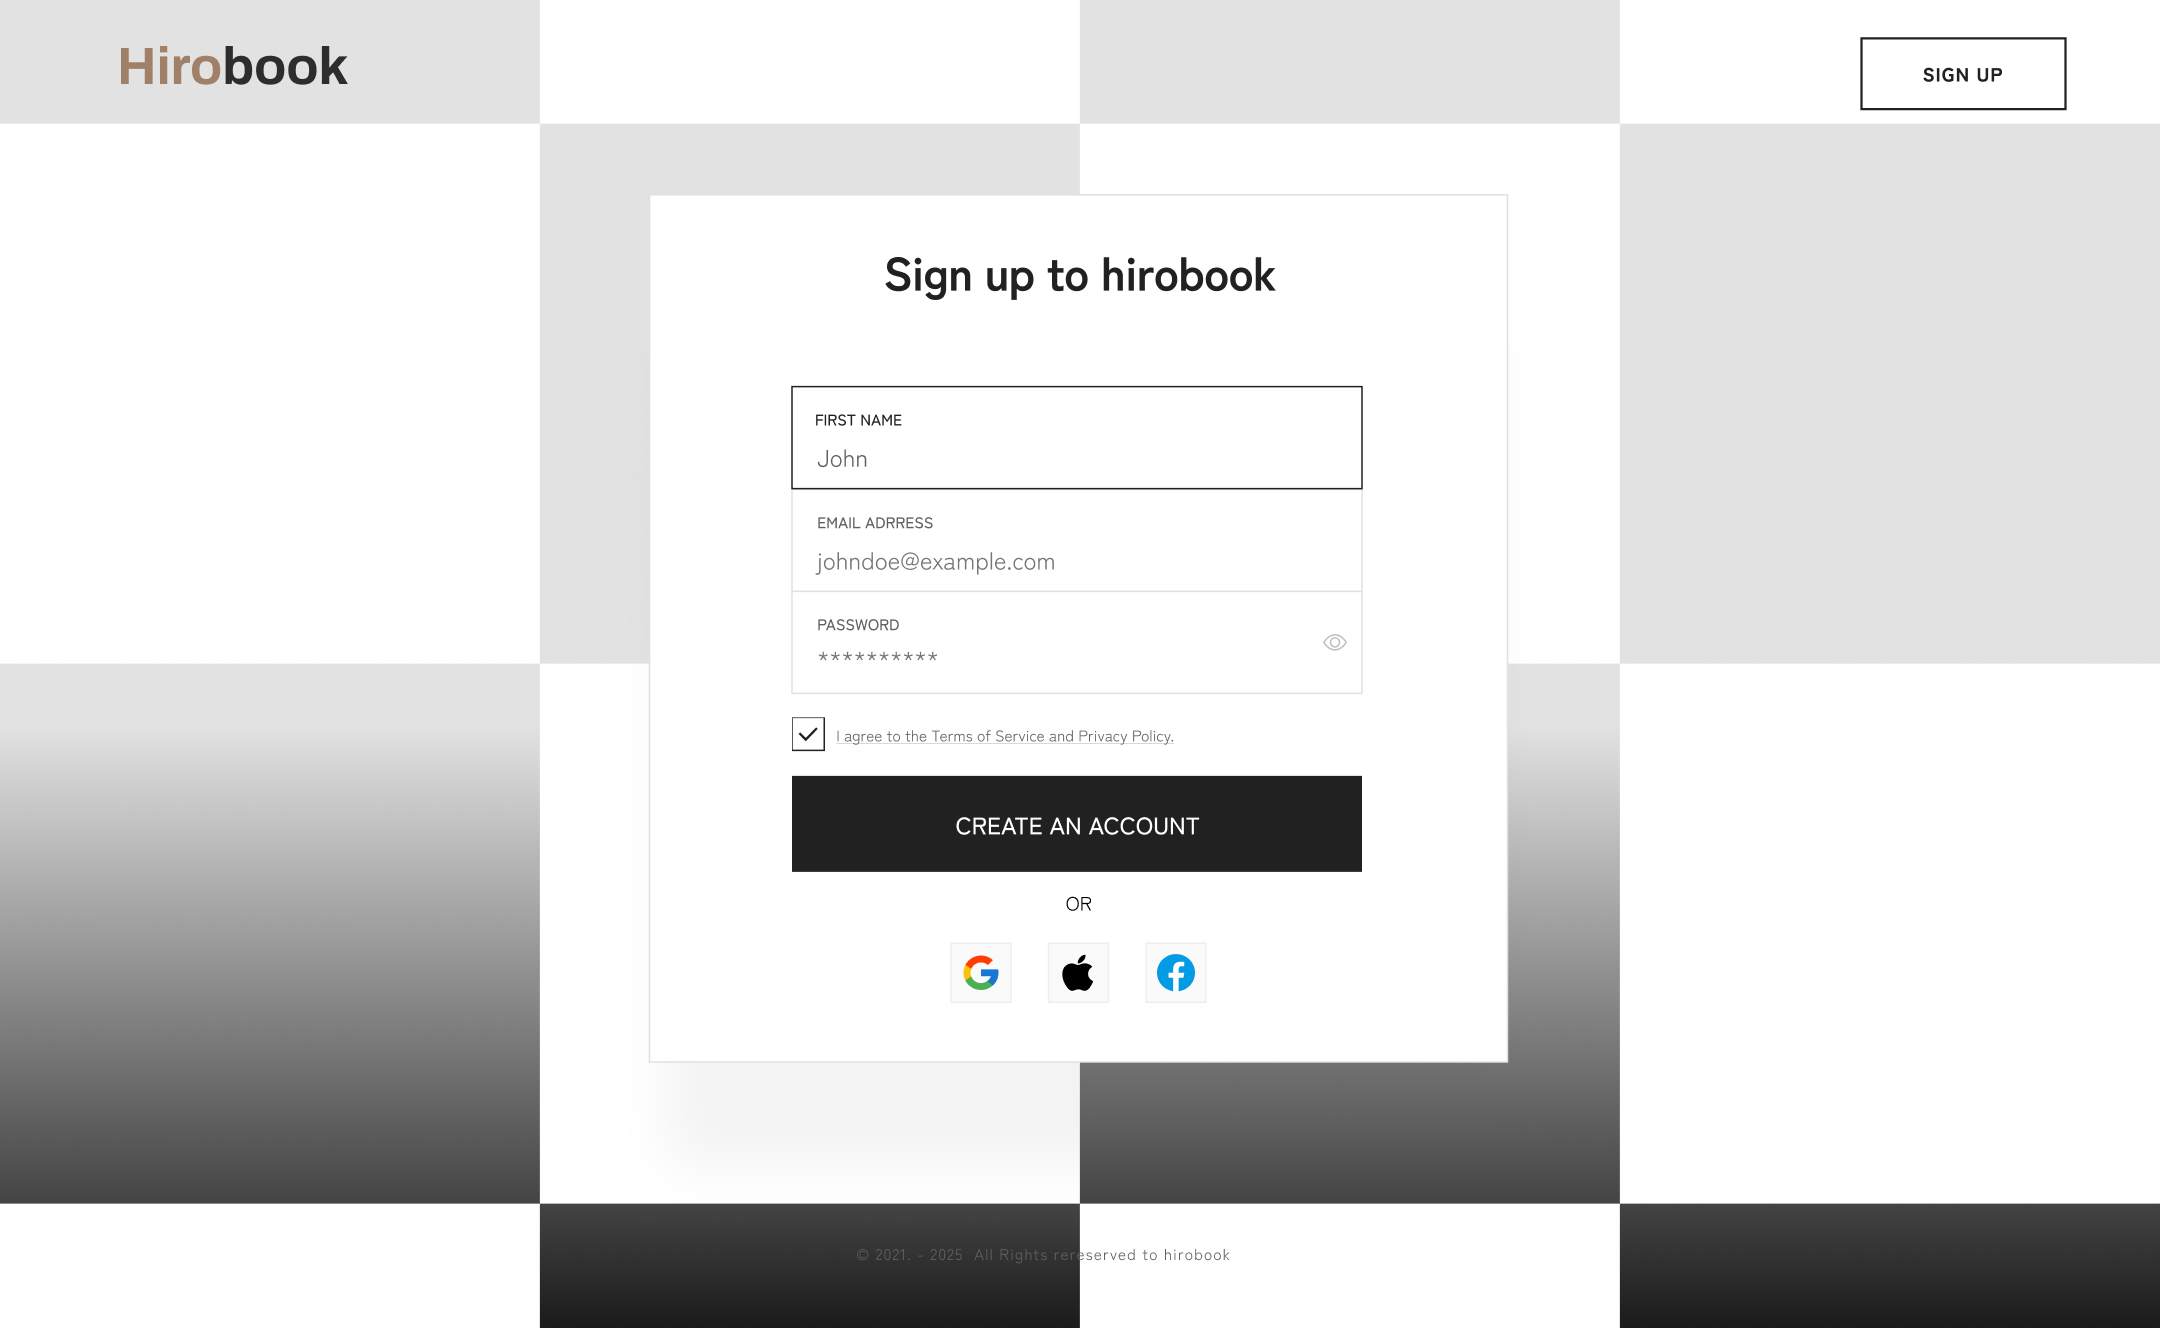 Hirobook
SIGN UP
Sign up to hirobook
FIRST NAME
John
EMAIL ADRRESS
johndoe@example.com
PASSWORD
**********
I agree to the Terms of Service and Privacy Policy.
CREATE AN ACCOUNT
OR
© 2021. - 2025 All Rights rereserved to hirobook